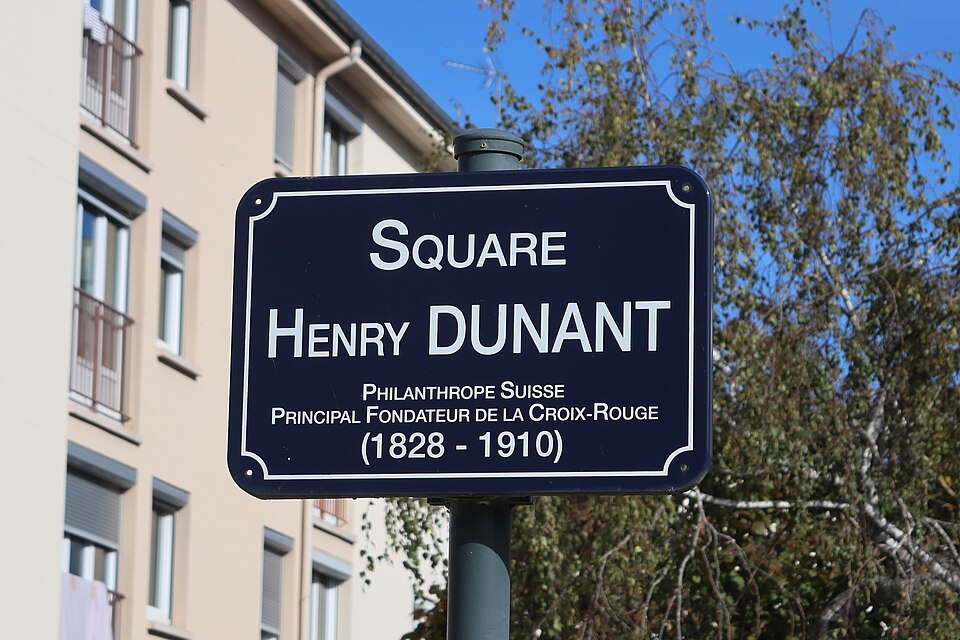 Square
Henry DUNANT
Philanthrope Suisse
Principal Fondateur de la Croix-Rouge
(1828 - 1910)